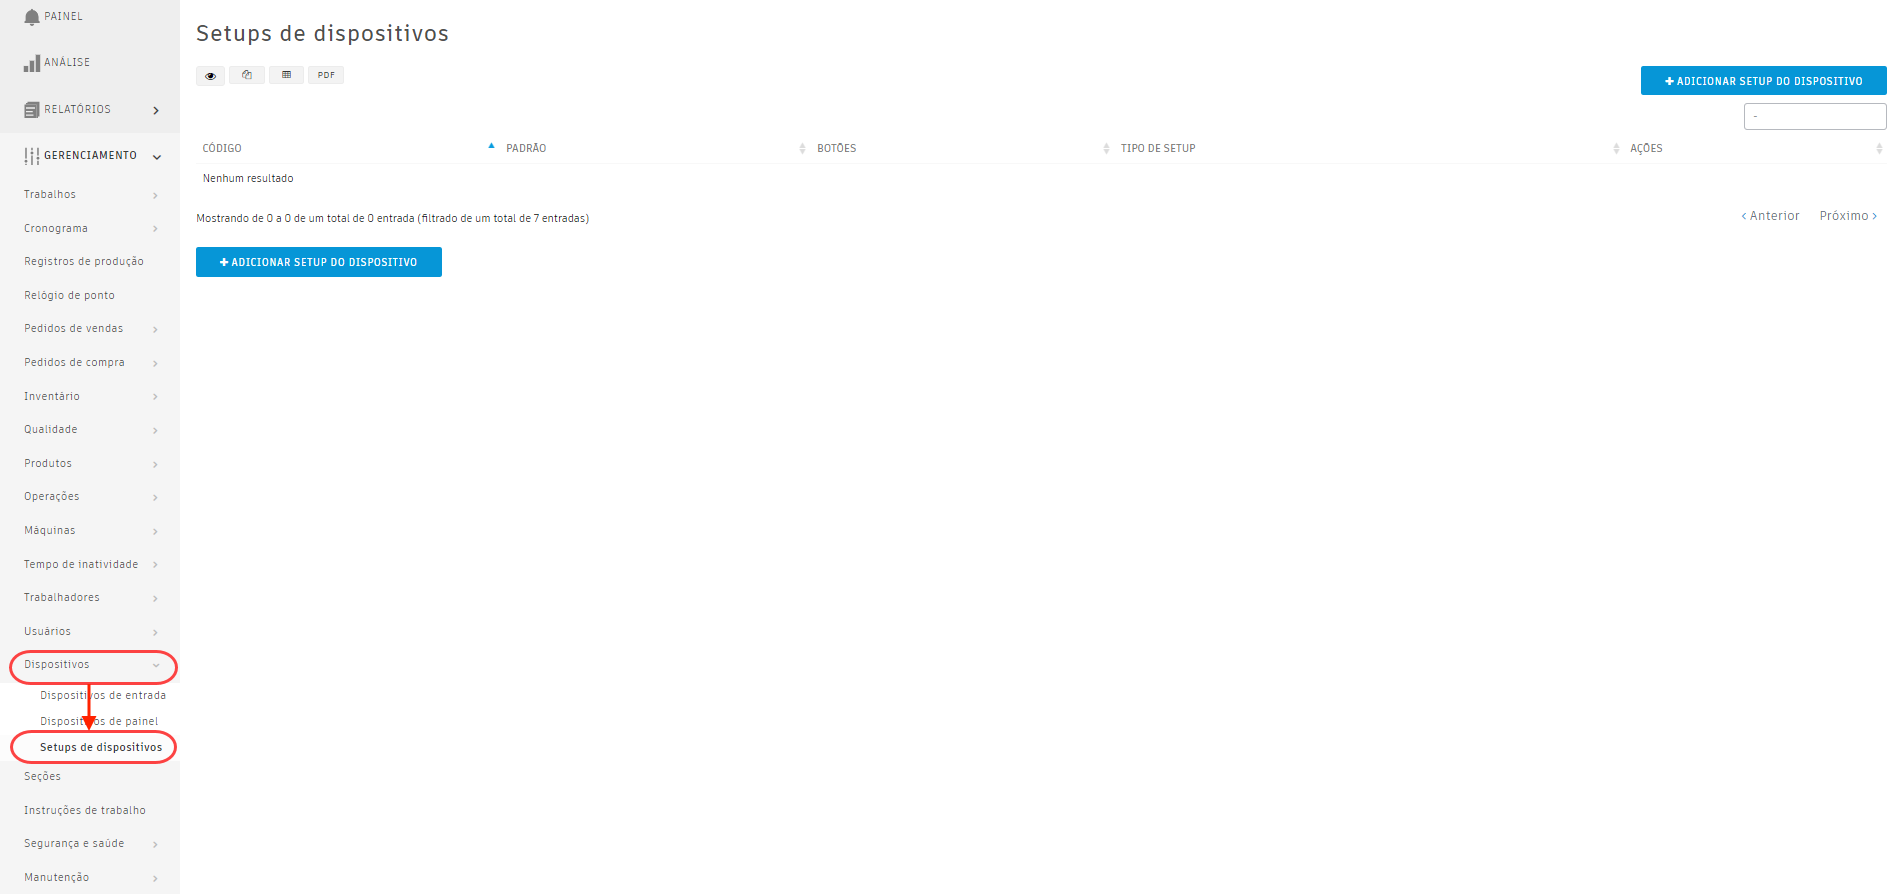 PAINEL
ANÁLISE
RELATÓRIOS
GERENCIAMENTO
Trabalhos
Cronograma
Registros de produção
Relógio de ponto
Pedidos de vendas
Pedidos de compra
Inventário
Qualidade
Produtos
Operações
Máquinas
Tempo de inatividade
Trabalhadores
Usuários
Dispositivos
Dispositivos de entrada
Dispositivos de painel
Setups de dispositivos
Seções
Instruções de trabalho
Segurança e saúde
Manutenção
Setups de dispositivos
PDF
ADICIONAR SETUP DO DISPOSITIVO
-
CÓDIGO PADRÃO BOTÕES TIPO DE SETUP AÇÕES
Nenhum resultado
Mostrando de 0 a 0 de um total de 0 entrada (filtrado de um total de 7 entradas)
‹ Anterior Próximo ›
ADICIONAR SETUP DO DISPOSITIVO